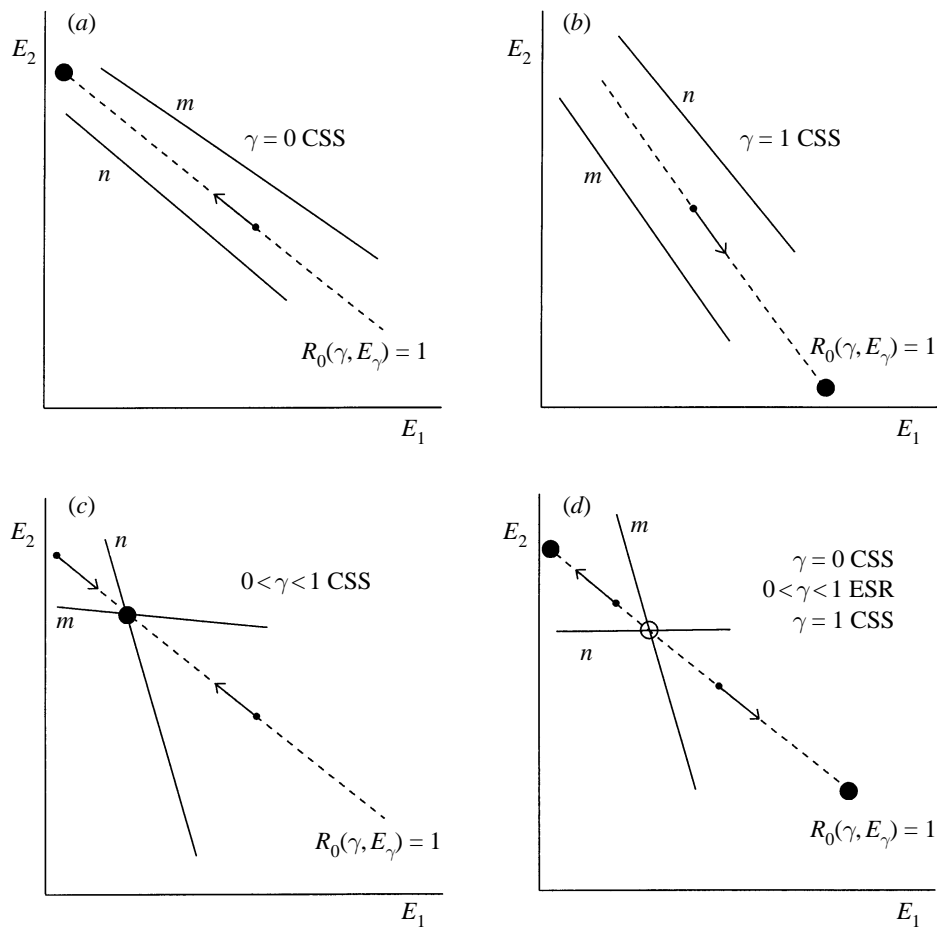 (a)
E₂
m
γ = 0 CSS
n
R₀(γ, Eᵧ) = 1
E₁
(b)
E₂
n
γ = 1 CSS
m
R₀(γ, Eᵧ) = 1
E₁
(c)
E₂
n
0 < γ < 1 CSS
m
R₀(γ, Eᵧ) = 1
E₁
(d)
E₂
m
γ = 0 CSS
0 < γ < 1 ESR
γ = 1 CSS
n
R₀(γ, Eᵧ) = 1
E₁